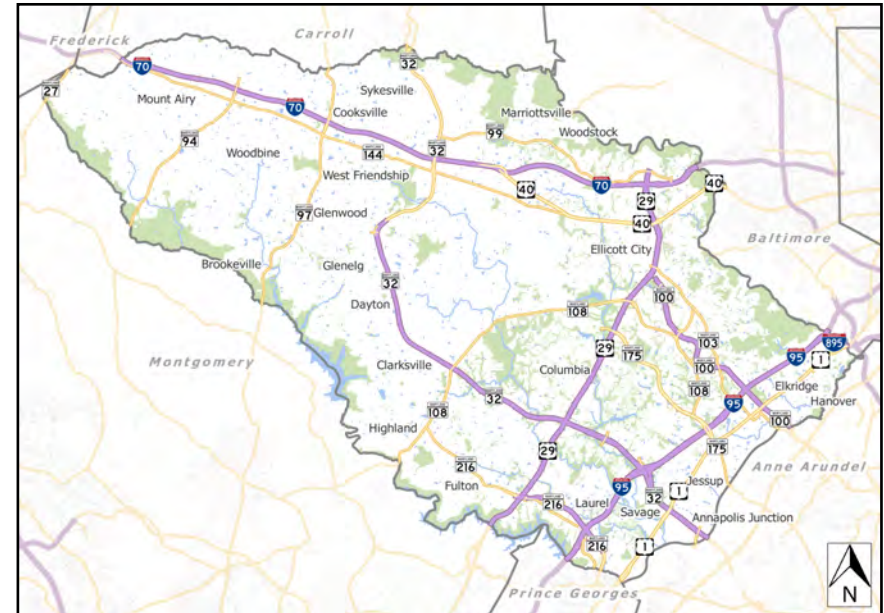 Carroll
Frederick
32
70
27
Sykesville
Mount Airy
70
Cooksville
Marriottsville
99
Woodstock
94
32
Woodbine
144
West Friendship
40
70
40
29
97
Glenwood
40
Ellicott City
Baltimore
Brookeville
Glenelg
32
100
Dayton
108
103
895
29
175
95
1
Montgomery
Clarksville
Columbia
100
Elkridge
32
108
95
Hanover
108
100
Highland
29
175
216
Anne Arundel
Fulton
Jessup
95
1
32
216
Laurel
Savage
Annapolis Junction
216
1
Prince Georges
N